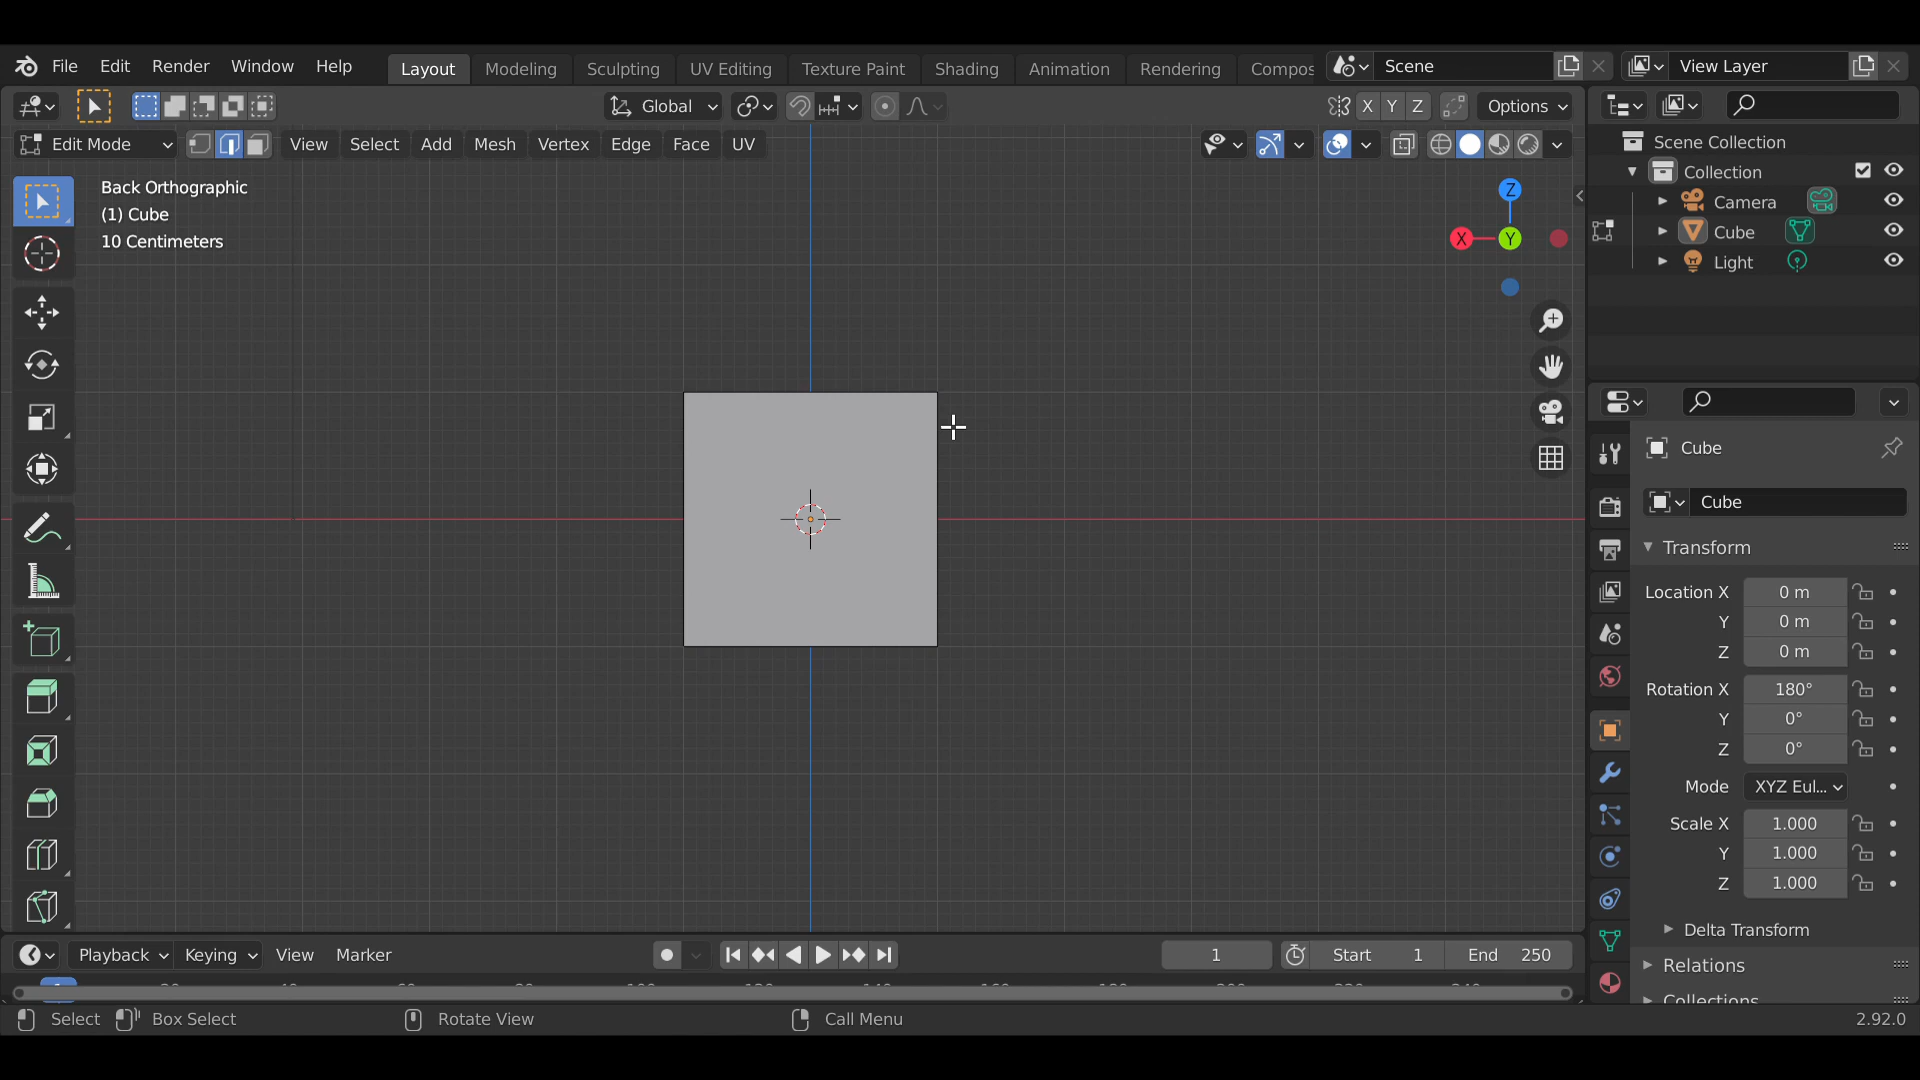 File Edit Render Window Help Layout Modeling Sculpting UV Editing Texture Paint Shading Animation Rendering Compos Scene View Layer
Global X Y Z Options
Edit Mode View Select Add Mesh Vertex Edge Face UV
Scene Collection
Collection
Camera
Cube
Light
Back Orthographic
(1) Cube
10 Centimeters
Z
X Y
Cube
Cube
Transform
Location X 0 m
Y 0 m
Z 0 m
Rotation X 180°
Y 0°
Z 0°
Mode XYZ Eul...
Scale X 1.000
Y 1.000
Z 1.000
Delta Transform
Relations
Collections
Playback Keying View Marker 1 Start 1 End 250
Select Box Select Rotate View Call Menu 2.92.0